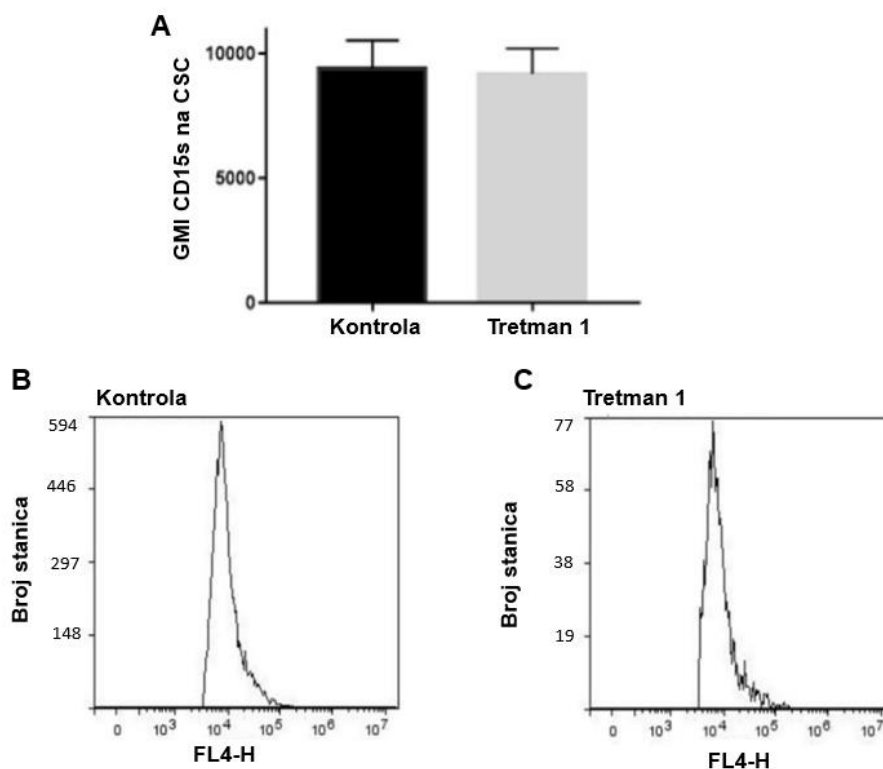 A
GMI CD15s na CSC
10000
5000
0
Kontrola
Tretman 1
B
Kontrola
Broj stanica
594
446
297
148
0 10³ 10⁴ 10⁵ 10⁶ 10⁷
FL4-H
C
Tretman 1
Broj stanica
77
58
38
19
0 10³ 10⁴ 10⁵ 10⁶ 10⁷
FL4-H